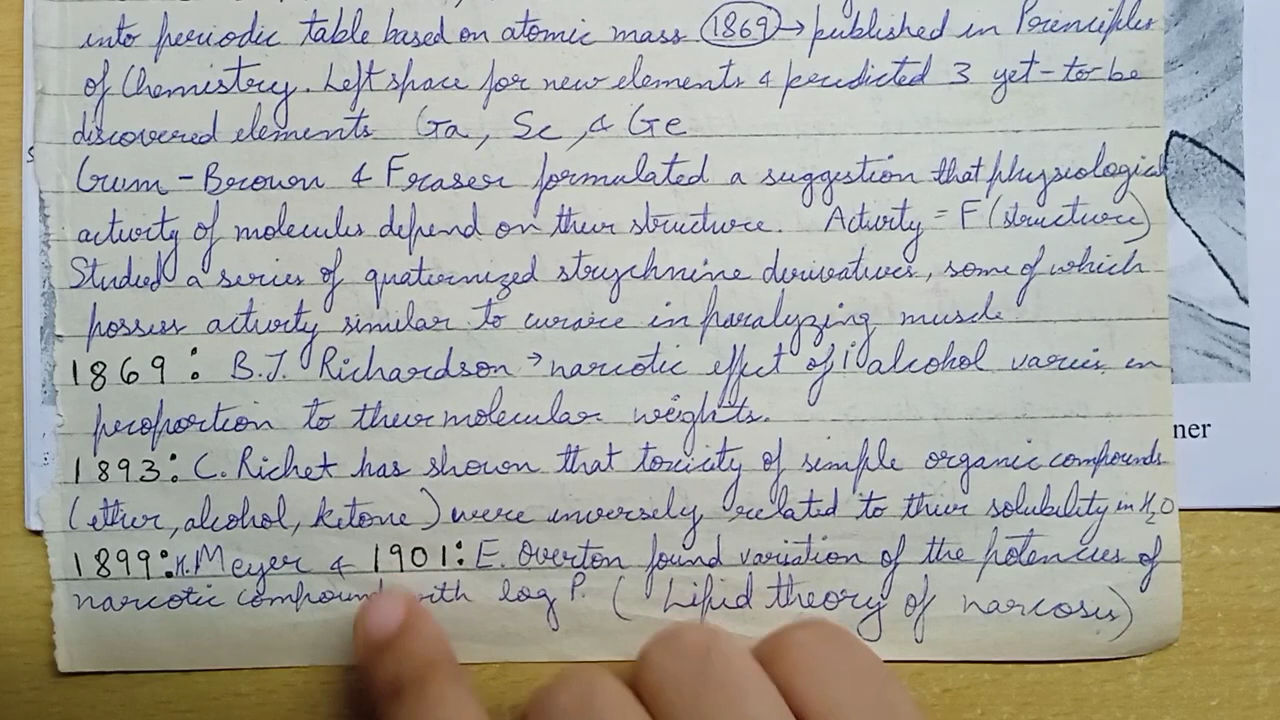 into periodic table based on atomic mass (1869) → published in Principles
of Chemistry. Left space for new elements & predicted 3 yet-to be
discovered elements Ga, Sc, & Ge
Crum-Brown & Fraser formulated a suggestion that physiological
activity of molecules depend on their structure. Activity = F (structure)
Studied a series of quaternized strychnine derivatives, some of which
possess activity similar to curare in paralyzing muscle
1869: B.J. Richardson → narcotic effect of 1° alcohol varies in
proportion to their molecular weights.
1893: C. Richet has shown that toxicity of simple organic compounds
(ether, alcohol, ketone) were inversely related to their solubility in H2O
1899: H. Meyer & 1901: E. Overton found variation of the potencies of
narcotic compound with log P. (Lipid theory of narcosis)
ner